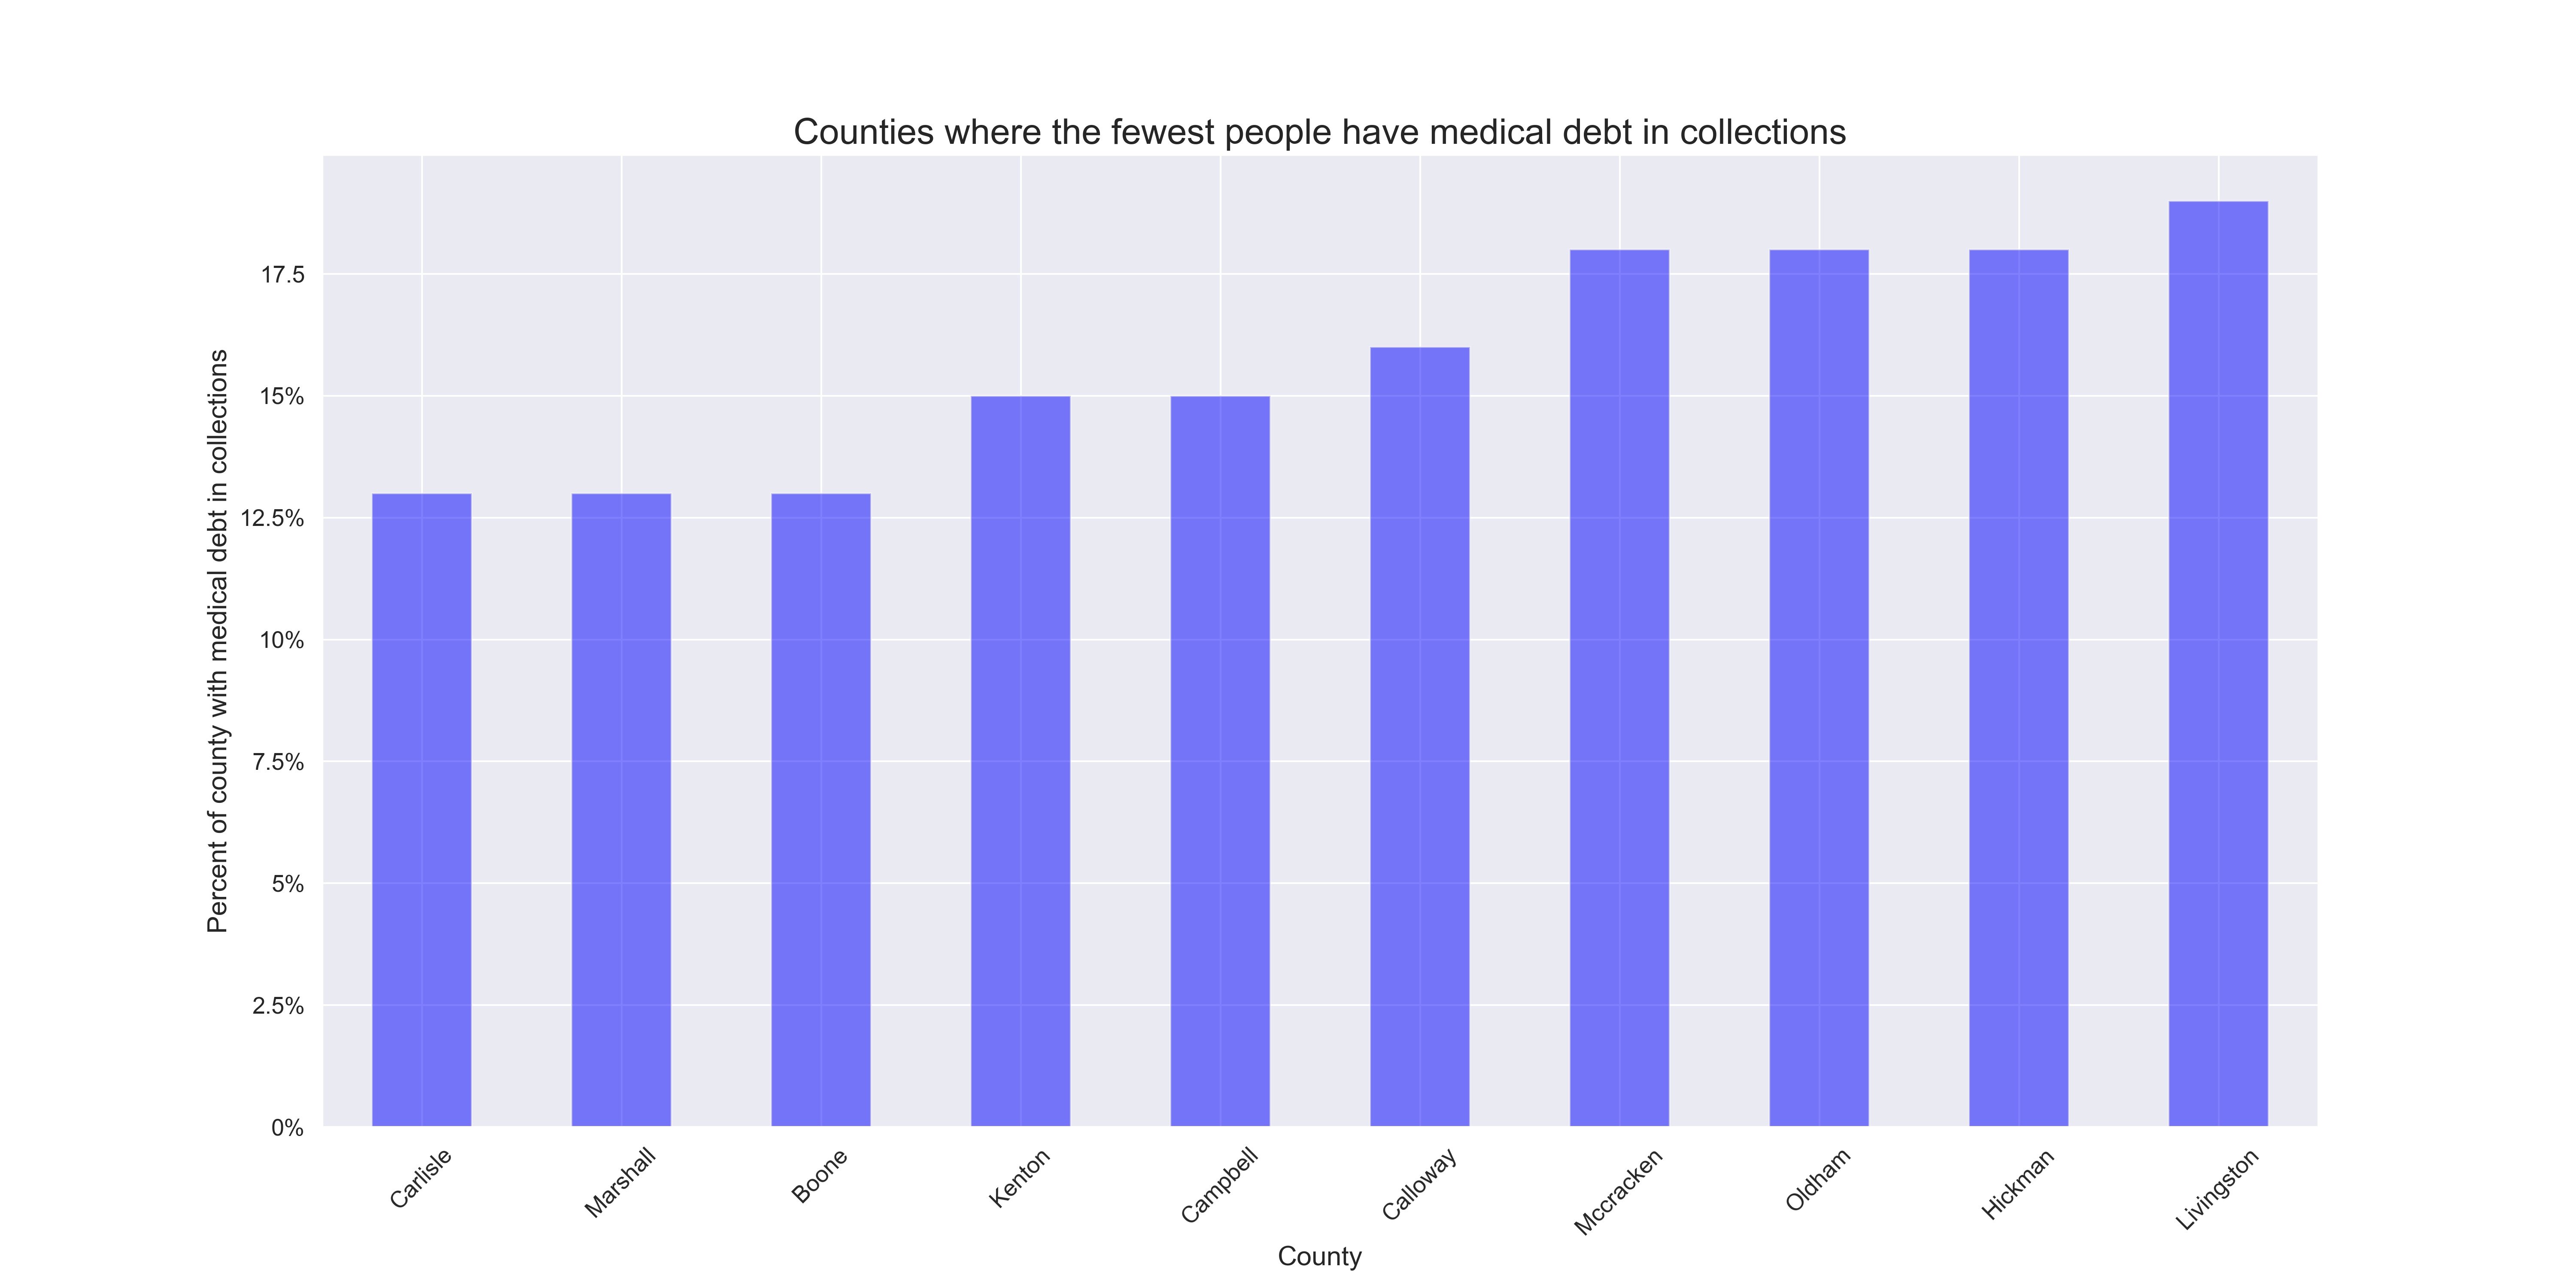 Counties where the fewest people have medical debt in collections
Percent of county with medical debt in collections
17.5
15%
12.5%
10%
7.5%
5%
2.5%
0%
Carlisle
Marshall
Boone
Kenton
Campbell
Calloway
Mccracken
Oldham
Hickman
Livingston
County